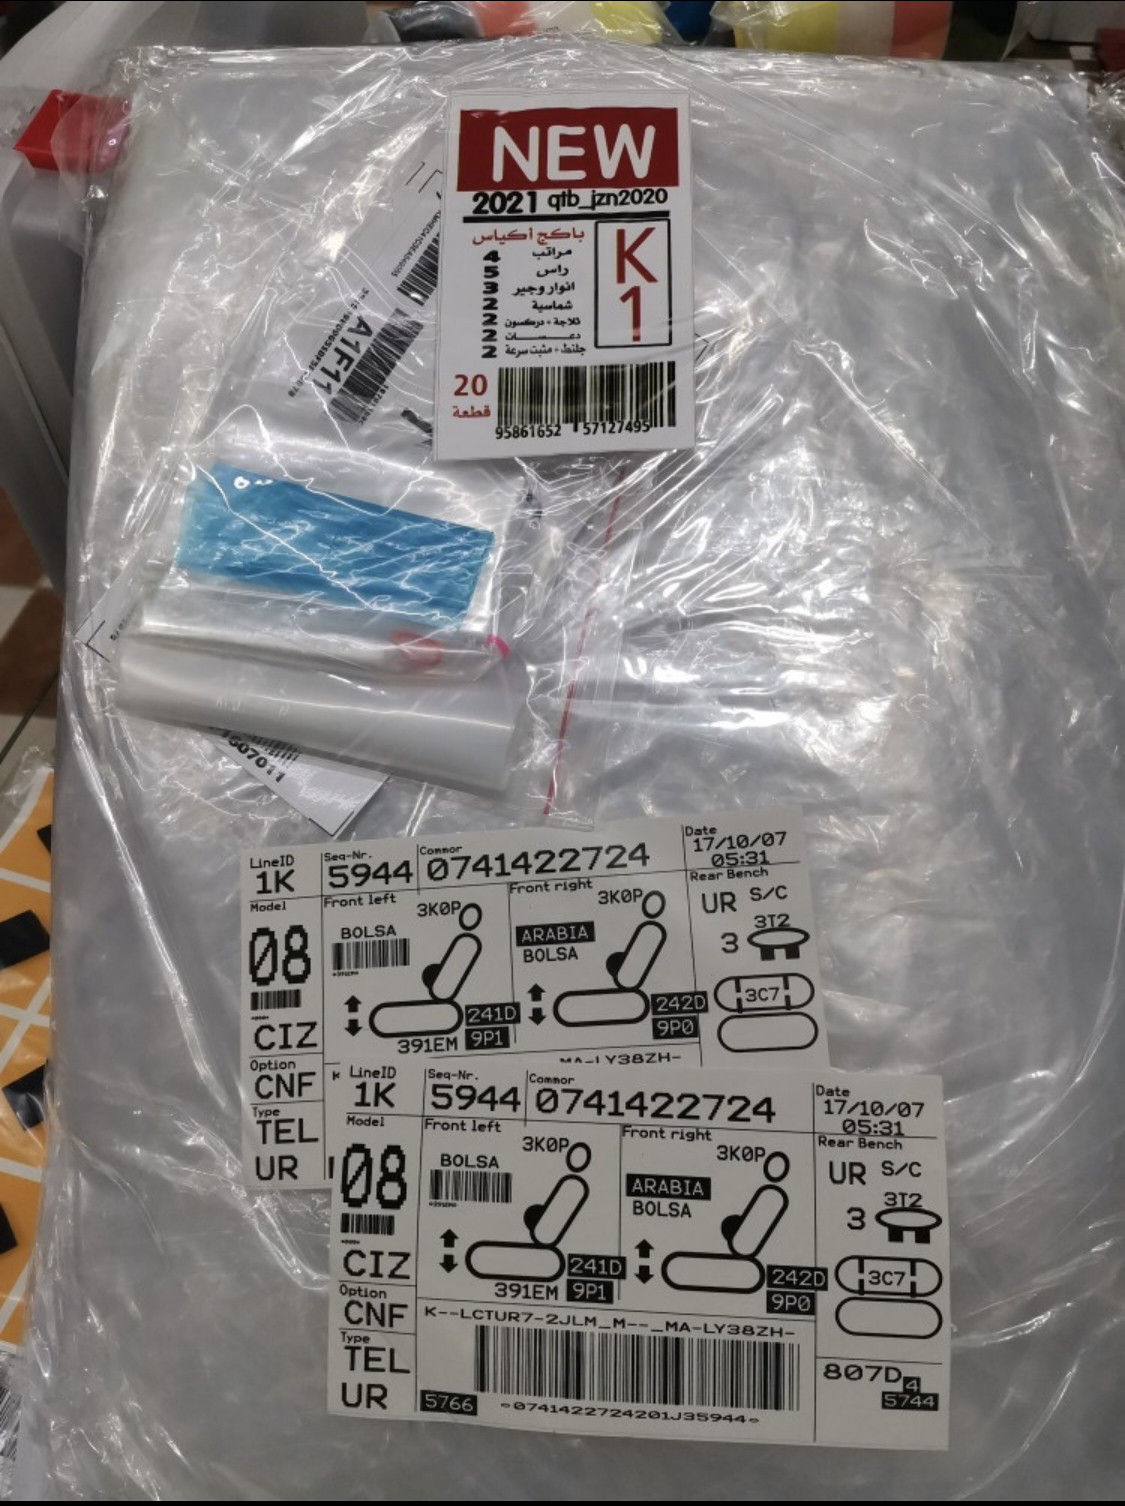 NEW
2021 qtb_jzn2020
باكج أكياس
4 مراتب
5 راس
3 انوار وجير
2 شماسية
2 ثلاجة + دركسون
2 دعسات
2 جلنط + مثبت سرعة
K
1
20
قطعة
95861652 57127495
A1F11
1607011
LineID
1K
Seq-Nr.
5944
Commor
0741422724
Date
17/10/07
05:31
Model
08
CIZ
Option
CNF
Type
TEL
UR
Front left
3K0P
BOLSA
241D
9P1
391EM
Front right
3K0P
ARABIA
BOLSA
242D
9P0
Rear Bench
UR S/C
3T2
3
3C7
MA-LY38ZH-
K
LineID
1K
Seq-Nr.
5944
Commor
0741422724
Date
17/10/07
05:31
Model
08
CIZ
Option
CNF
Type
TEL
UR
Front left
3K0P
BOLSA
241D
9P1
391EM
Front right
3K0P
ARABIA
BOLSA
242D
9P0
Rear Bench
UR S/C
3T2
3
3C7
K--LCTUR7-2JLM_M--_MA-LY38ZH-
5766
*0741422724201J35944*
807D
4
5744